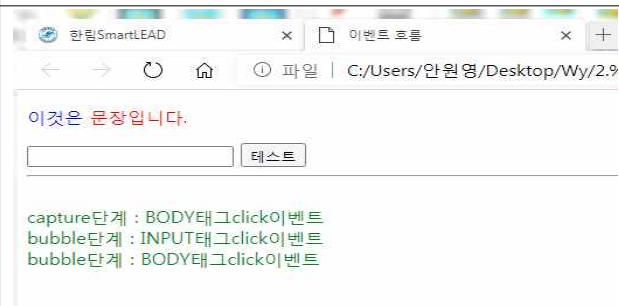 한림SmartLEAD
이벤트 흐름
파일 | C:/Users/안원영/Desktop/Wy/2.%
이것은 문장입니다.
테스트
capture단계 : BODY태그click이벤트
bubble단계 : INPUT태그click이벤트
bubble단계 : BODY태그click이벤트